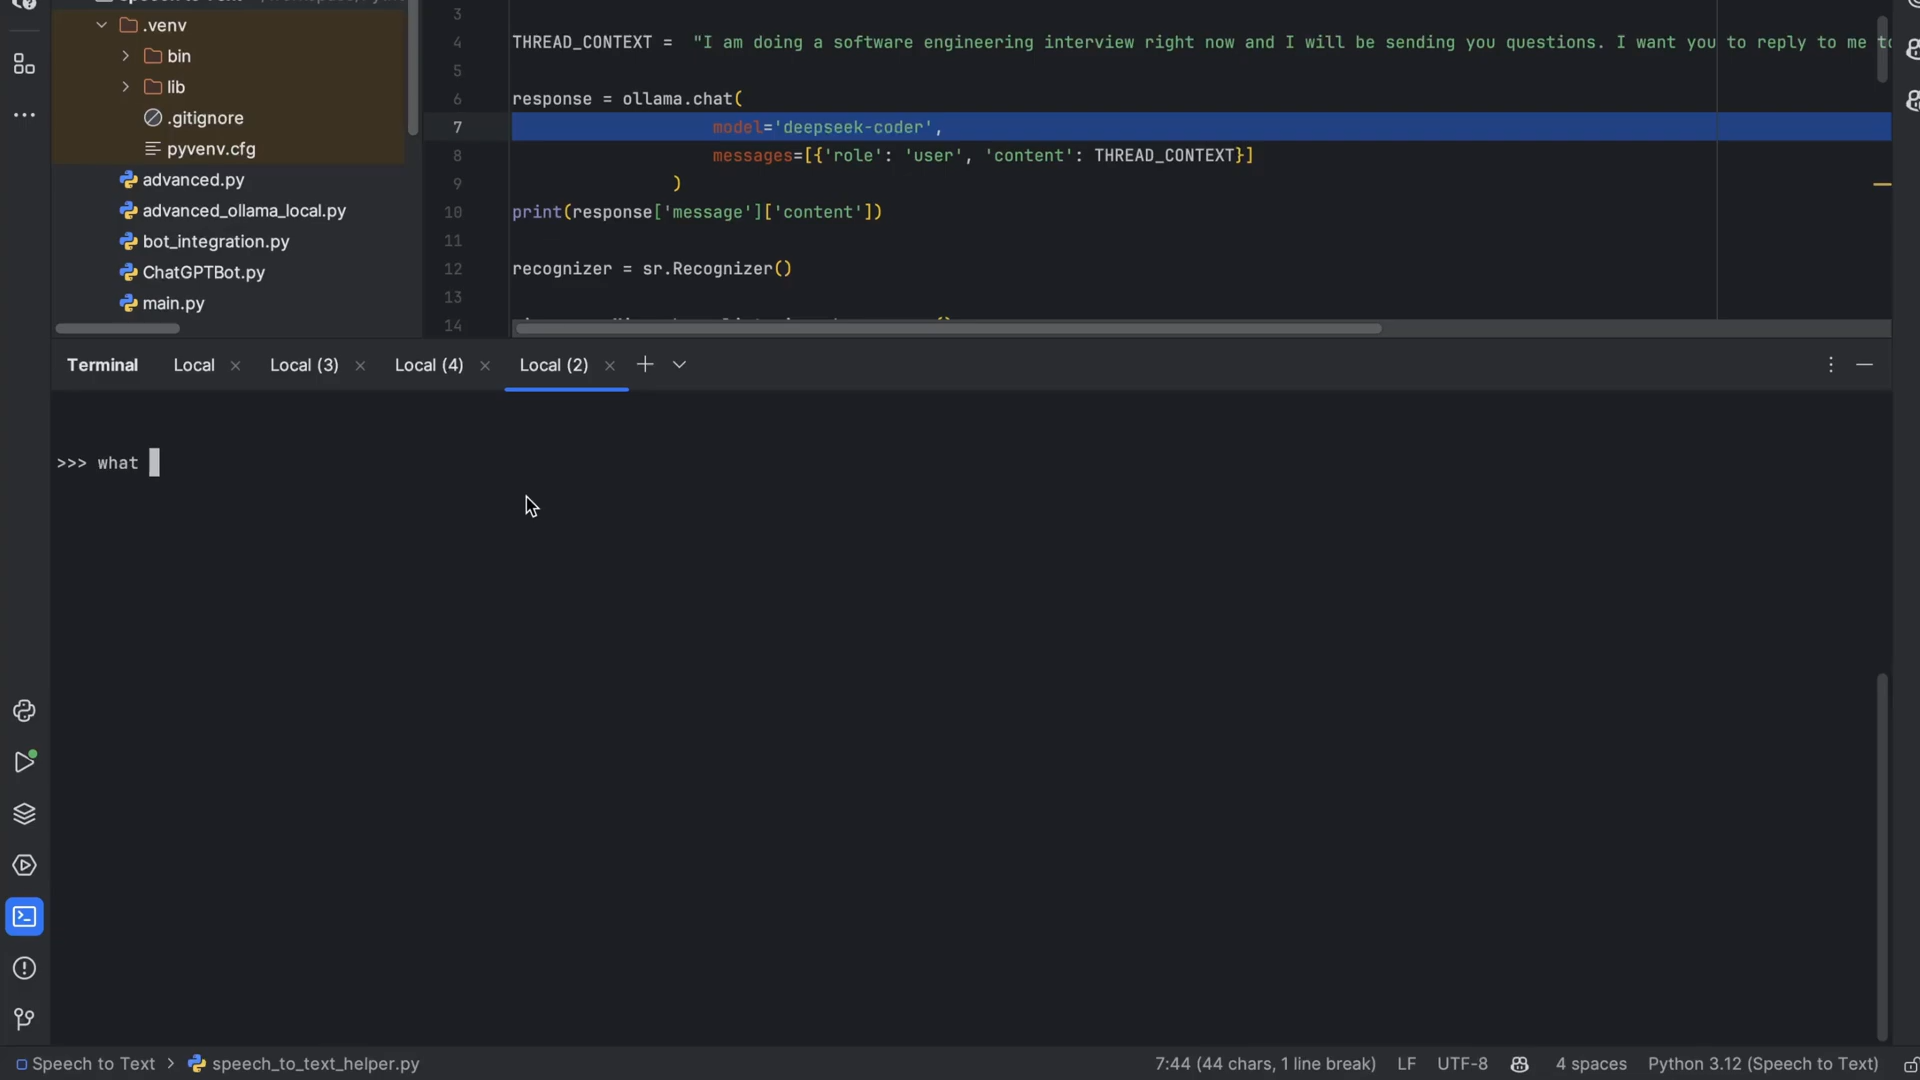 .venv
bin
lib
.gitignore
pyvenv.cfg
advanced.py
advanced_ollama_local.py
bot_integration.py
ChatGPTBot.py
main.py
3
4 THREAD_CONTEXT = "I am doing a software engineering interview right now and I will be sending you questions. I want you to reply to me to
5
6 response = ollama.chat(
7 model='deepseek-coder',
8 messages=[{'role': 'user', 'content': THREAD_CONTEXT}]
9 )
10 print(response['message']['content'])
11
12 recognizer = sr.Recognizer()
13
14
Terminal Local Local (3) Local (4) Local (2)
>>> what
Speech to Text > speech_to_text_helper.py 7:44 (44 chars, 1 line break) LF UTF-8 4 spaces Python 3.12 (Speech to Text)